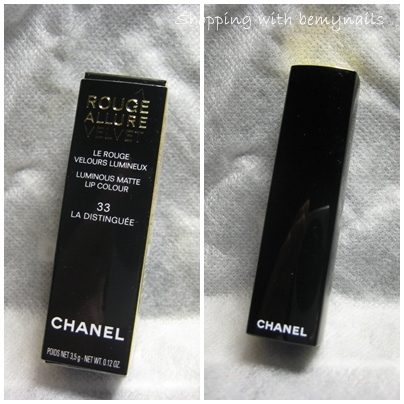 Shopping with bemynails
ROUGE
ALLURE
VELVET
LE ROUGE
VELOURS LUMINEUX
LUMINOUS MATTE
LIP COLOUR
33
LA DISTINGUÉE
CHANEL
POIDS NET 3,5g - NET WT. 0.12 OZ.
CHANEL